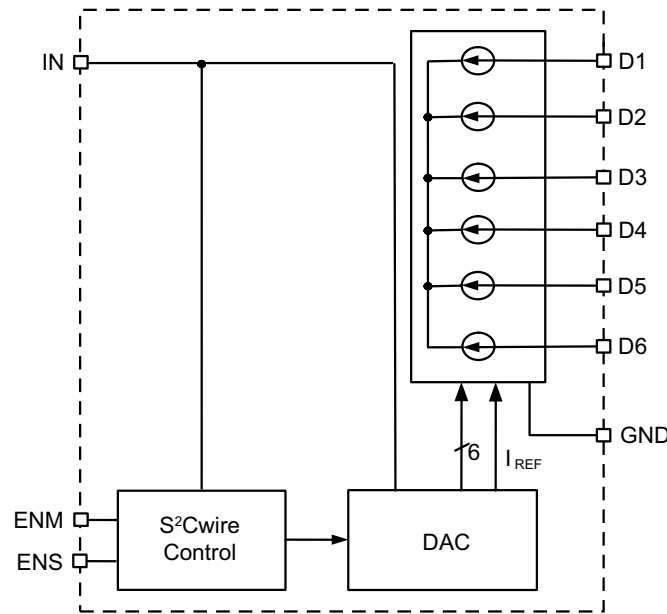 IN
D1
D2
D3
D4
D5
D6
GND
6
I REF
ENM
ENS
S²Cwire
Control
DAC